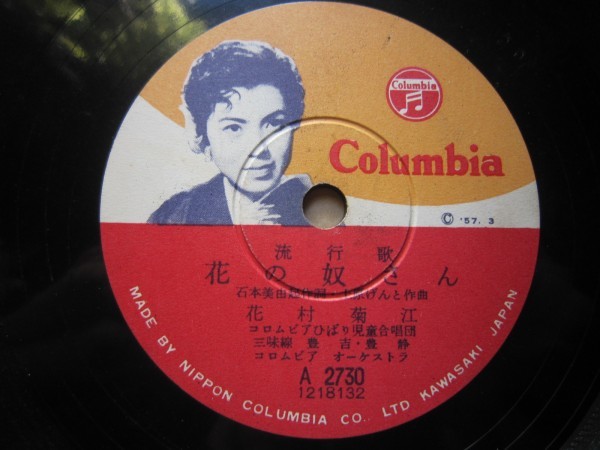 Columbia
Columbia
© '57. 3
流行歌
花の奴さん
石本美由起作詞・上原げんと作曲
花村菊江
コロムビアひばり児童合唱団
三味線 豊吉・豊静
コロムビア オーケストラ
A 2730
1218132
MADE BY NIPPON COLUMBIA CO., LTD KAWASAKI JAPAN